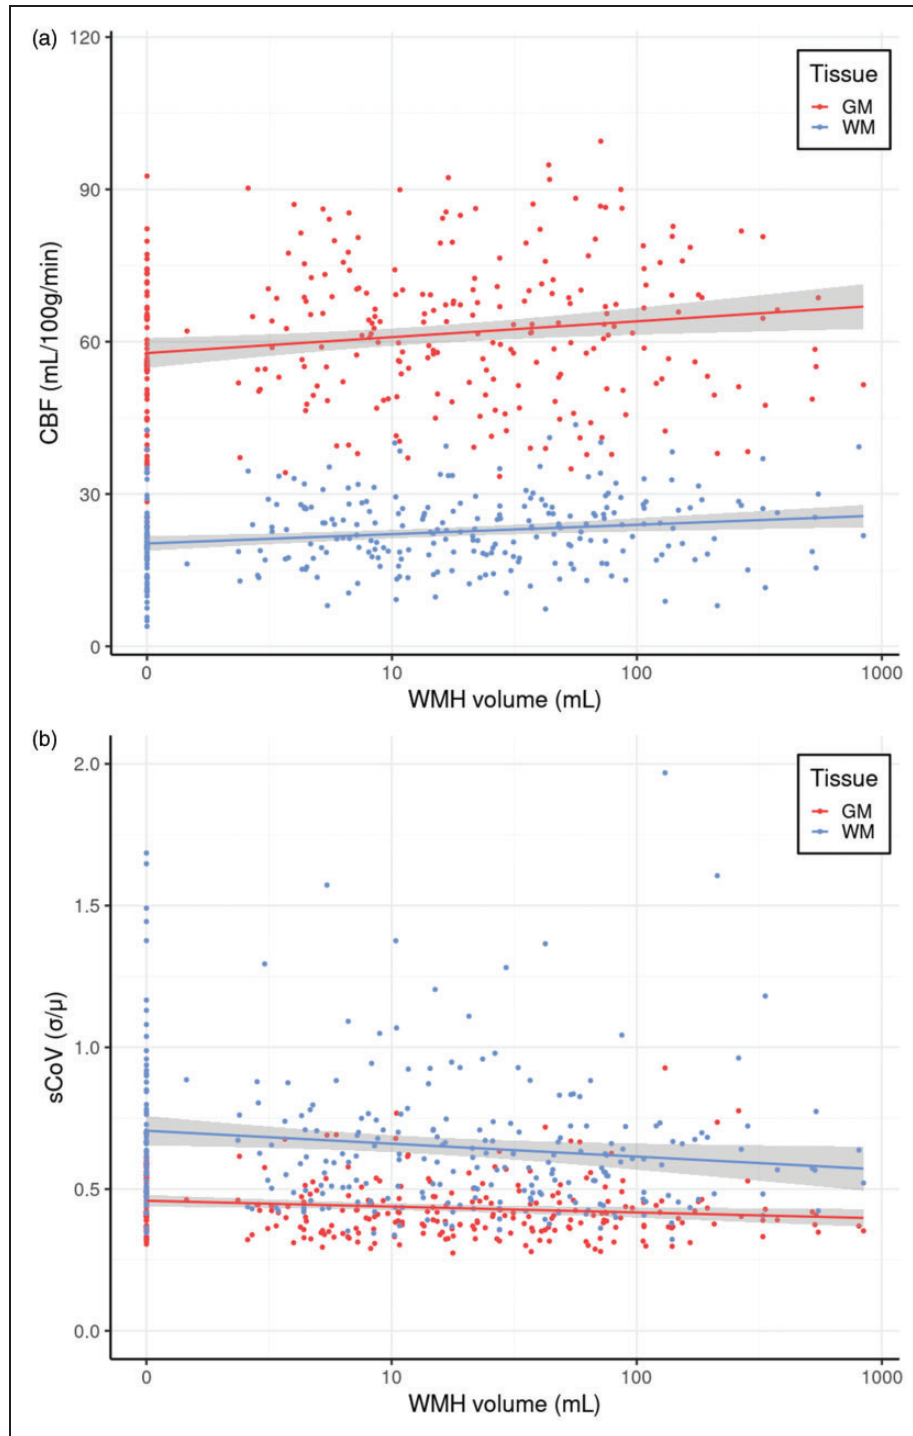 (a)
120
90
60
30
0
CBF (mL/100g/min)
Tissue
GM
WM
0 10 100 1000
WMH volume (mL)
(b)
2.0
1.5
1.0
0.5
0.0
sCoV (σ/μ)
Tissue
GM
WM
0 10 100 1000
WMH volume (mL)